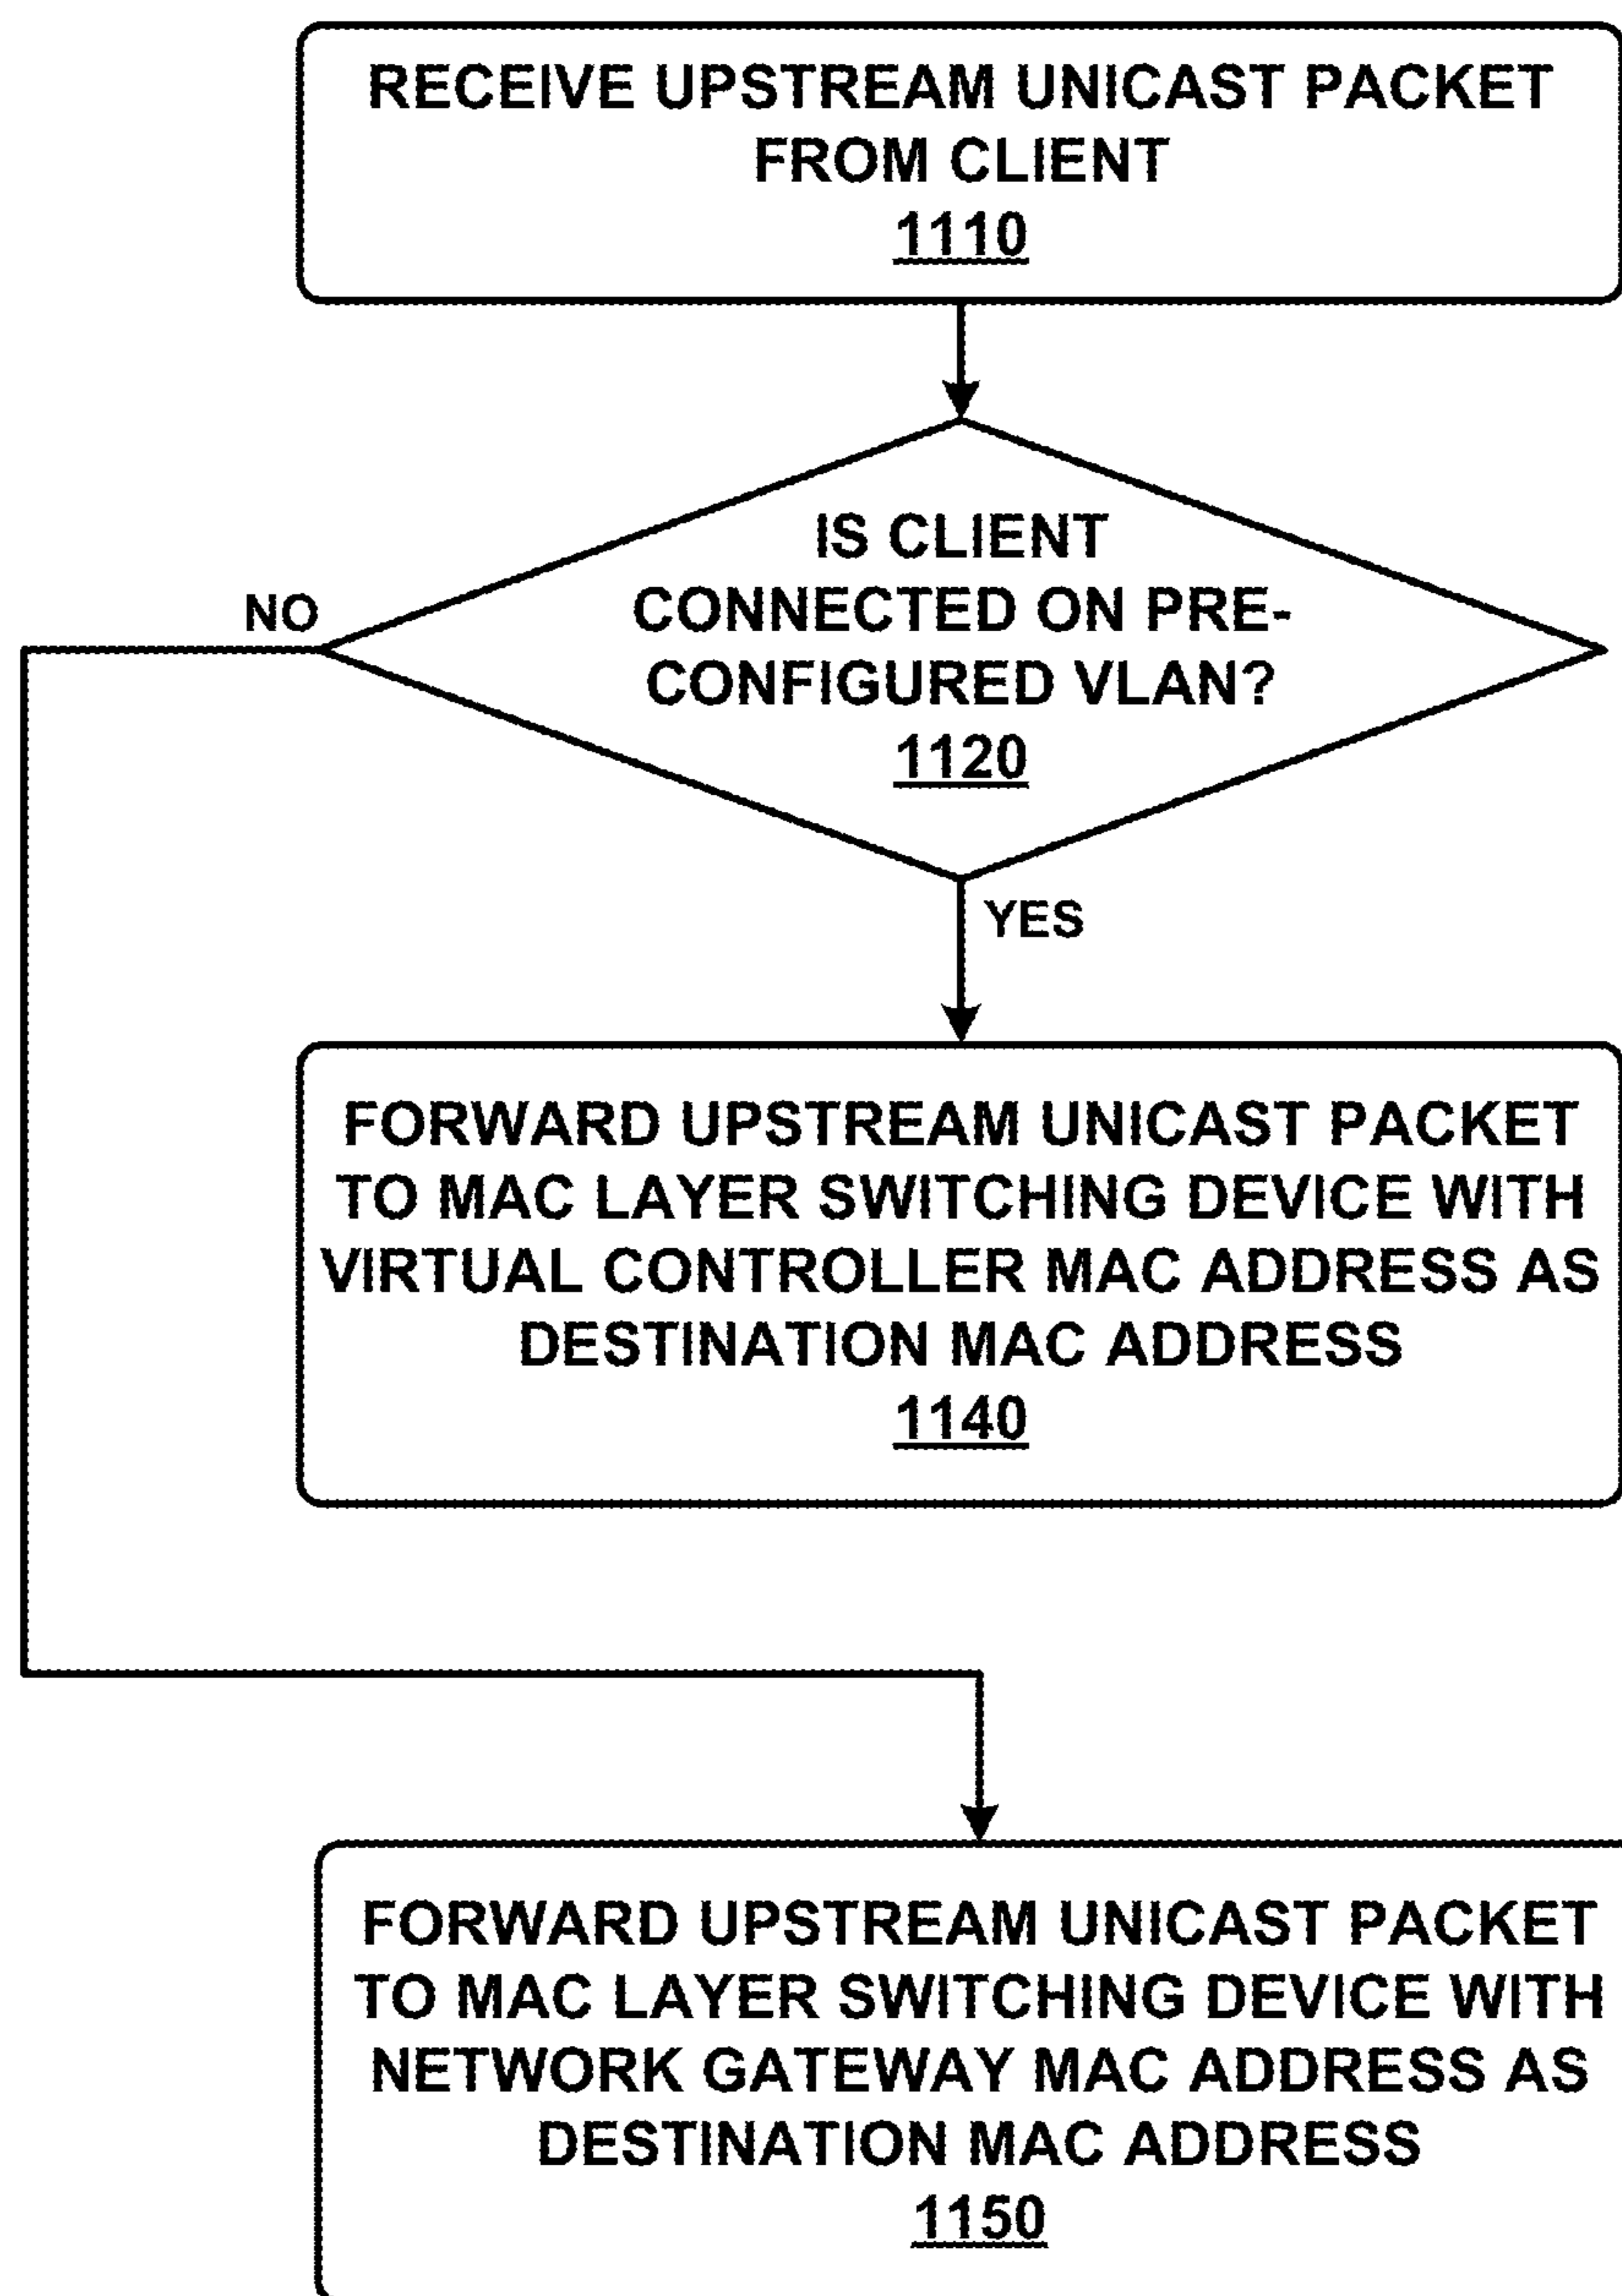 RECEIVE UPSTREAM UNICAST PACKET
FROM CLIENT
1110
IS CLIENT
CONNECTED ON PRE-
CONFIGURED VLAN?
1120
NO
YES
FORWARD UPSTREAM UNICAST PACKET
TO MAC LAYER SWITCHING DEVICE WITH
VIRTUAL CONTROLLER MAC ADDRESS AS
DESTINATION MAC ADDRESS
1140
FORWARD UPSTREAM UNICAST PACKET
TO MAC LAYER SWITCHING DEVICE WITH
NETWORK GATEWAY MAC ADDRESS AS
DESTINATION MAC ADDRESS
1150